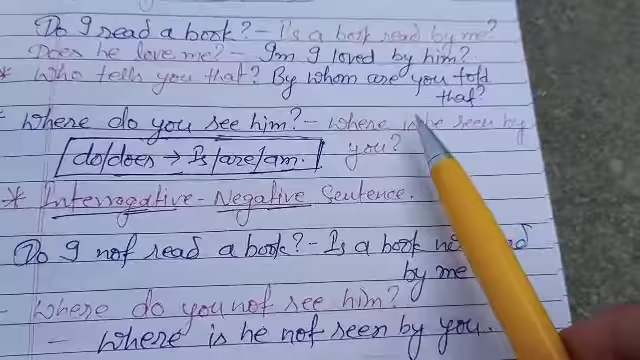 Do I read a book? - Is a book read by me?
Does he love me? - Im I loved by him?
* Who tells you that? By whom are you told
that?
- Where do you see him? - Where is he seen by
you?
do/does → Is/are/am.
* Interrogative - Negative Sentence.
Do I not read a book? - Is a book
by me
- Where do you not see him?
- Where is he not seen by you.